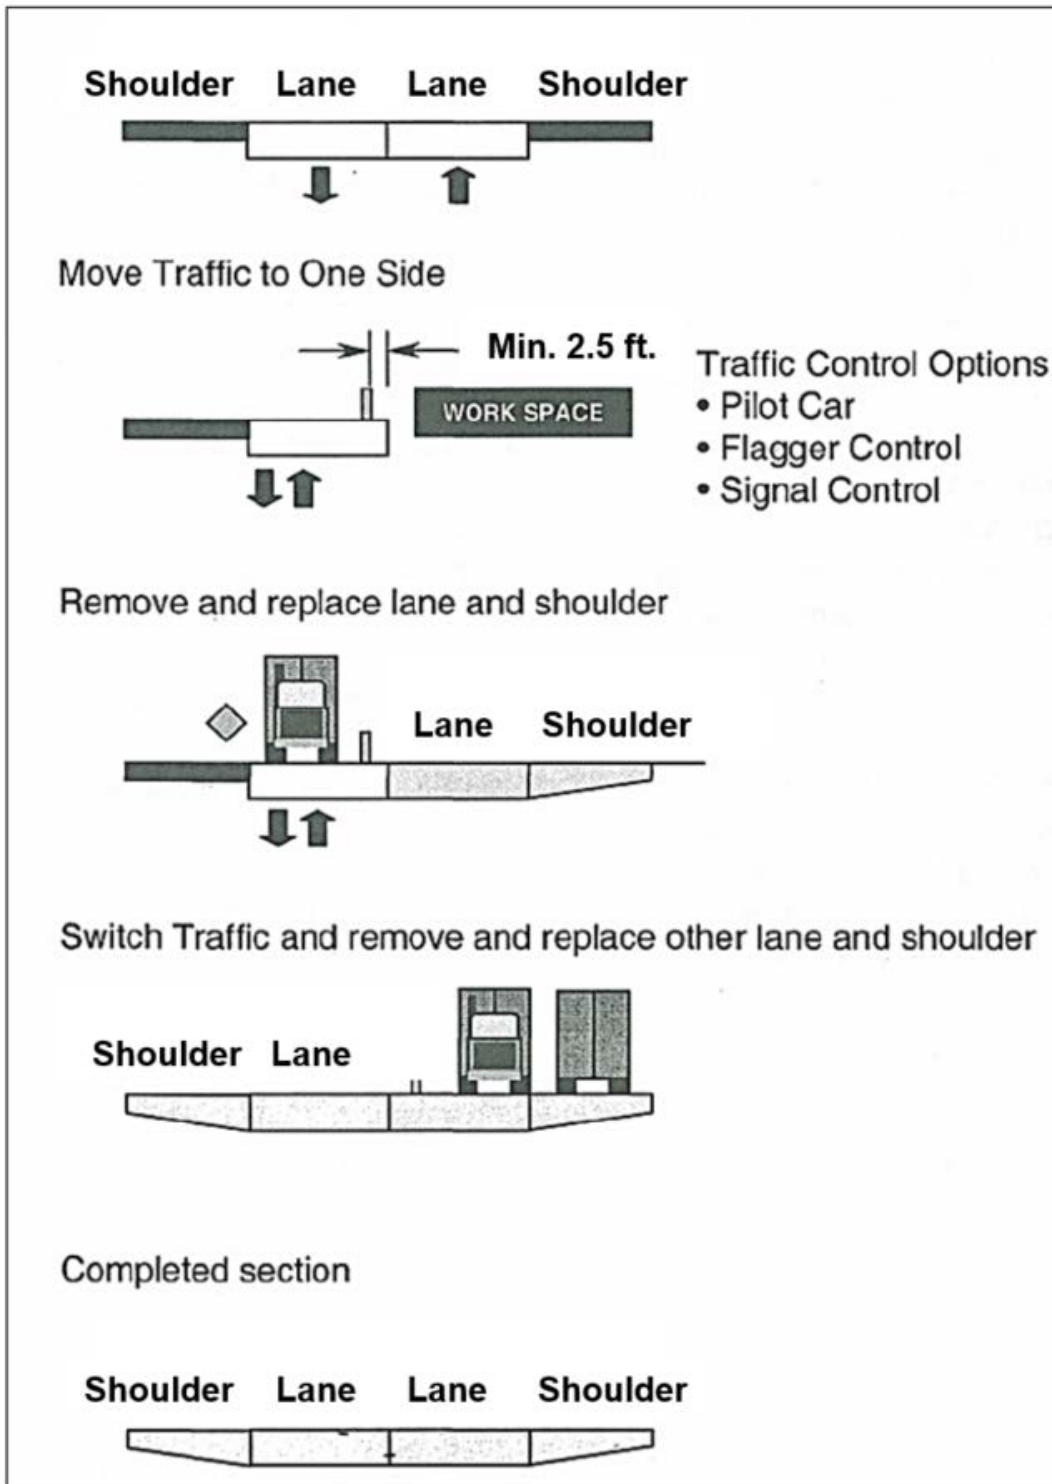 Shoulder Lane Lane Shoulder
Move Traffic to One Side
Min. 2.5 ft.
WORK SPACE
Traffic Control Options
• Pilot Car
• Flagger Control
• Signal Control
Remove and replace lane and shoulder
Lane Shoulder
Switch Traffic and remove and replace other lane and shoulder
Shoulder Lane
Completed section
Shoulder Lane Lane Shoulder